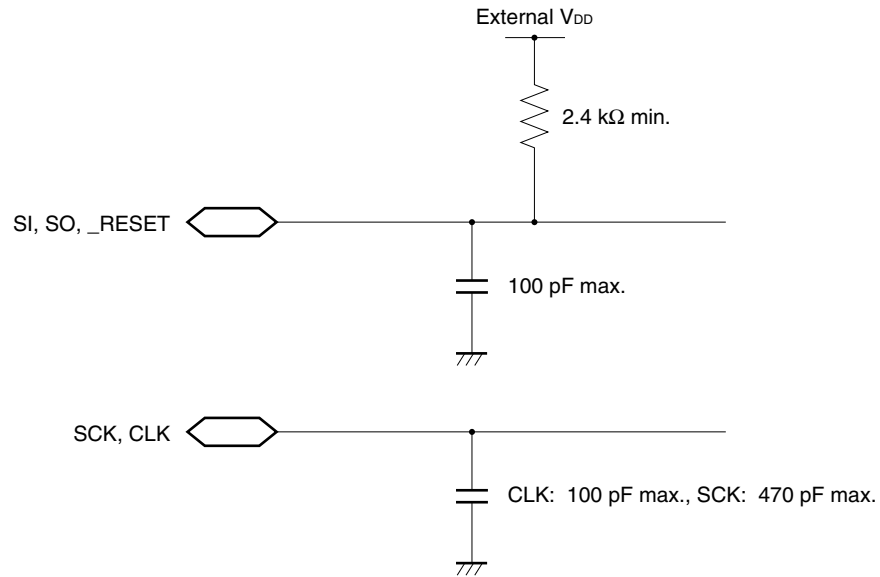 External VDD
2.4 kΩ min.
SI, SO, _RESET
100 pF max.
SCK, CLK
CLK: 100 pF max., SCK: 470 pF max.